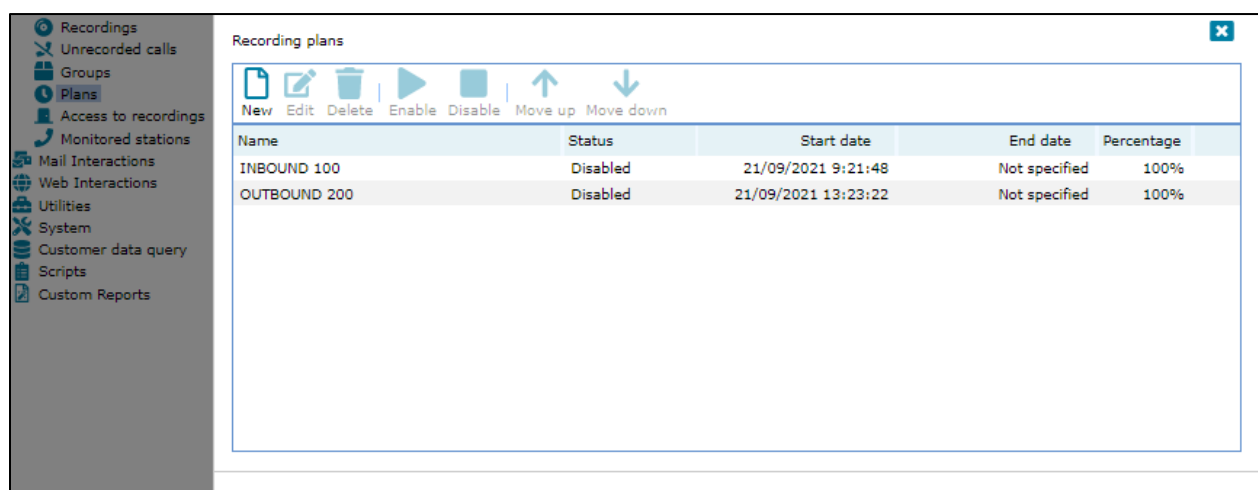 Recordings
Unrecorded calls
Groups
Plans
Access to recordings
Monitored stations
Mail Interactions
Web Interactions
Utilities
System
Customer data query
Scripts
Custom Reports
Recording plans
New Edit Delete Enable Disable Move up Move down
Name Status Start date End date Percentage
INBOUND 100 Disabled 21/09/2021 9:21:48 Not specified 100%
OUTBOUND 200 Disabled 21/09/2021 13:23:22 Not specified 100%